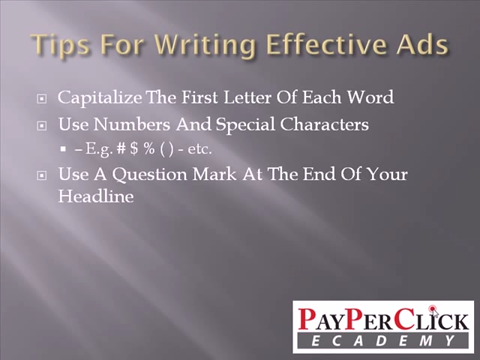 Tips For Writing Effective Ads
Capitalize The First Letter Of Each Word
Use Numbers And Special Characters
– E.g. # $ % ( ) - etc.
Use A Question Mark At The End Of Your
Headline
PAYPERCLICK
ECADEMY